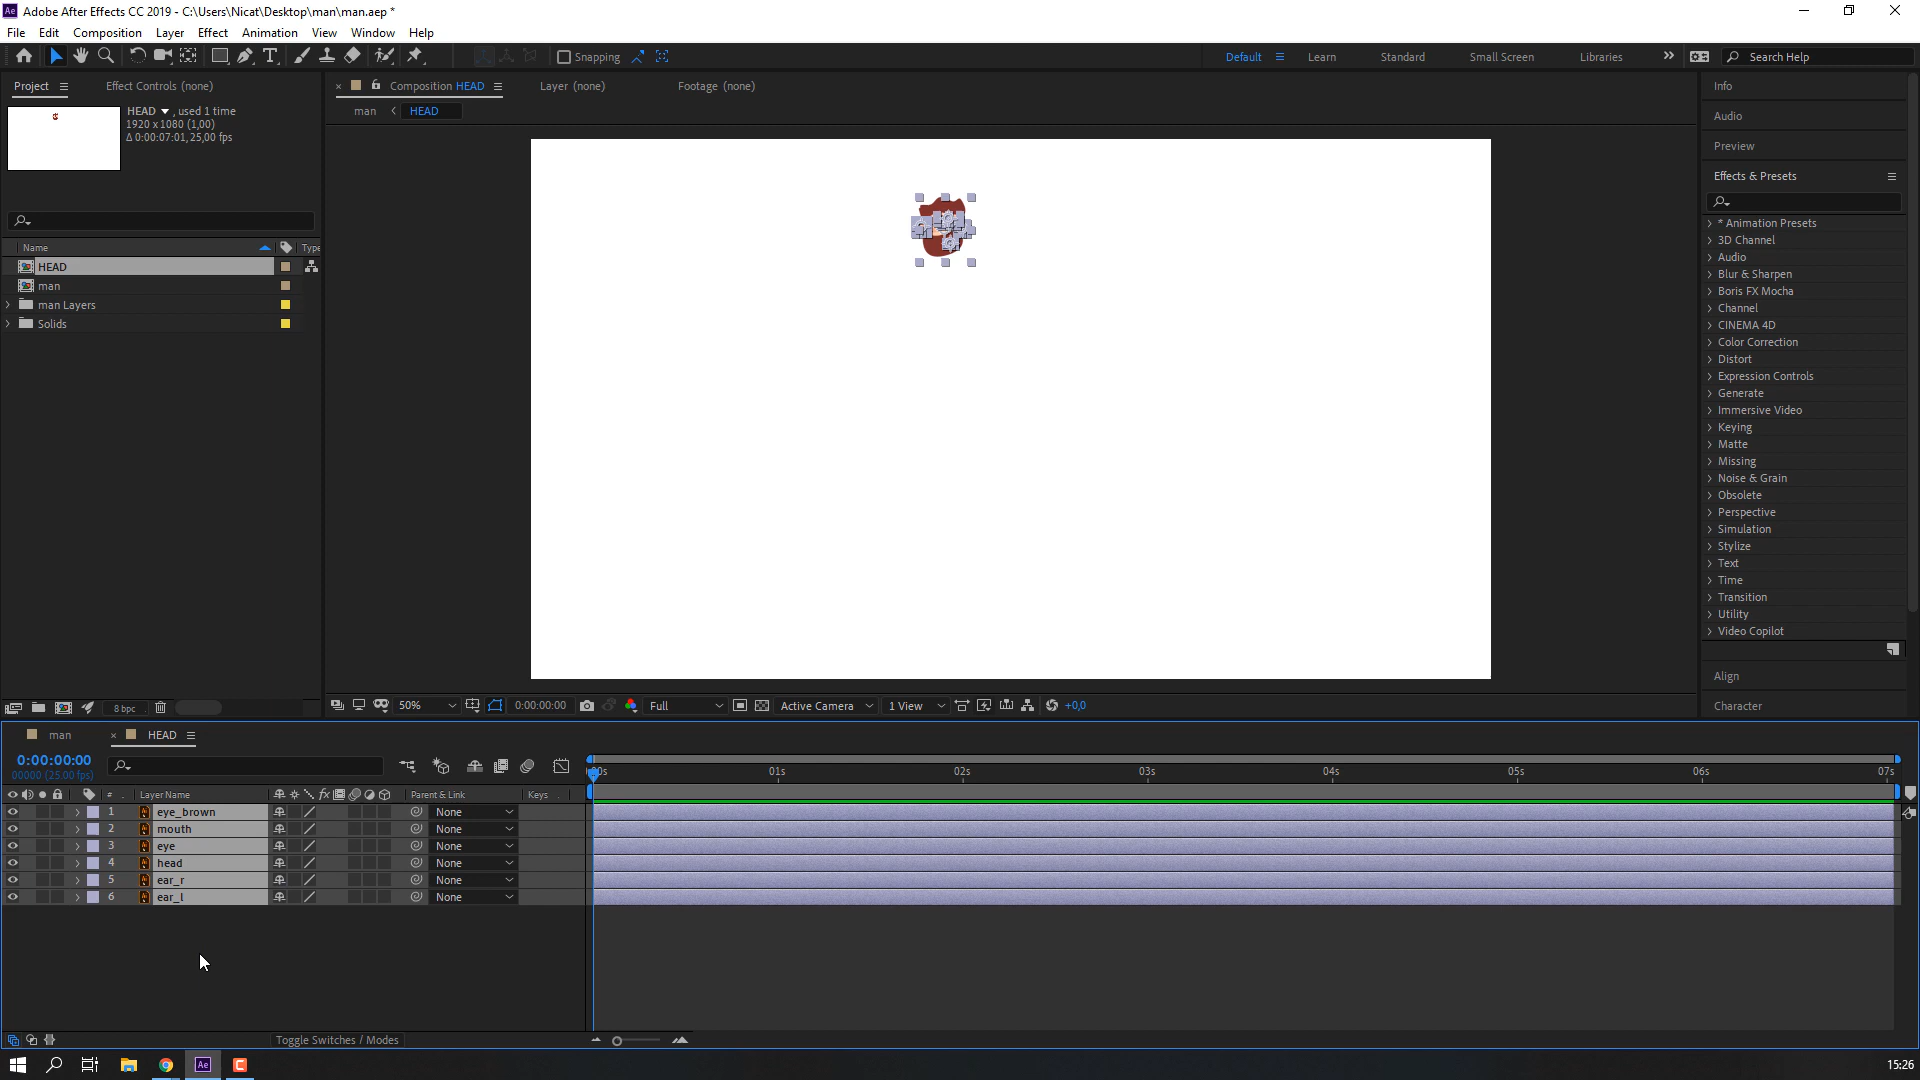 Adobe After Effects CC 2019 - C:\Users\Nicat\Desktop\man\man.aep *
File Edit Composition Layer Effect Animation View Window Help
Snapping
Default Learn Standard Small Screen Libraries Search Help
Project Effect Controls (none)
HEAD , used 1 time
1920 x 1080 (1,00)
Δ 0:00:07:01, 25,00 fps
Name Type
HEAD
man
man Layers
Solids
8 bpc
Composition HEAD Layer (none) Footage (none)
man HEAD
50% 0:00:00:00 Full Active Camera 1 View +0,0
Info
Audio
Preview
Effects & Presets
* Animation Presets
3D Channel
Audio
Blur & Sharpen
Boris FX Mocha
Channel
CINEMA 4D
Color Correction
Distort
Expression Controls
Generate
Immersive Video
Keying
Matte
Missing
Noise & Grain
Obsolete
Perspective
Simulation
Stylize
Text
Time
Transition
Utility
Video Copilot
Align
Character
man HEAD
0:00:00:00
00000 (25.00 fps)
00s 01s 02s 03s 04s 05s 06s 07s
# Layer Name Parent & Link Keys
1 eye_brown None
2 mouth None
3 eye None
4 head None
5 ear_r None
6 ear_l None
Toggle Switches / Modes
15:26